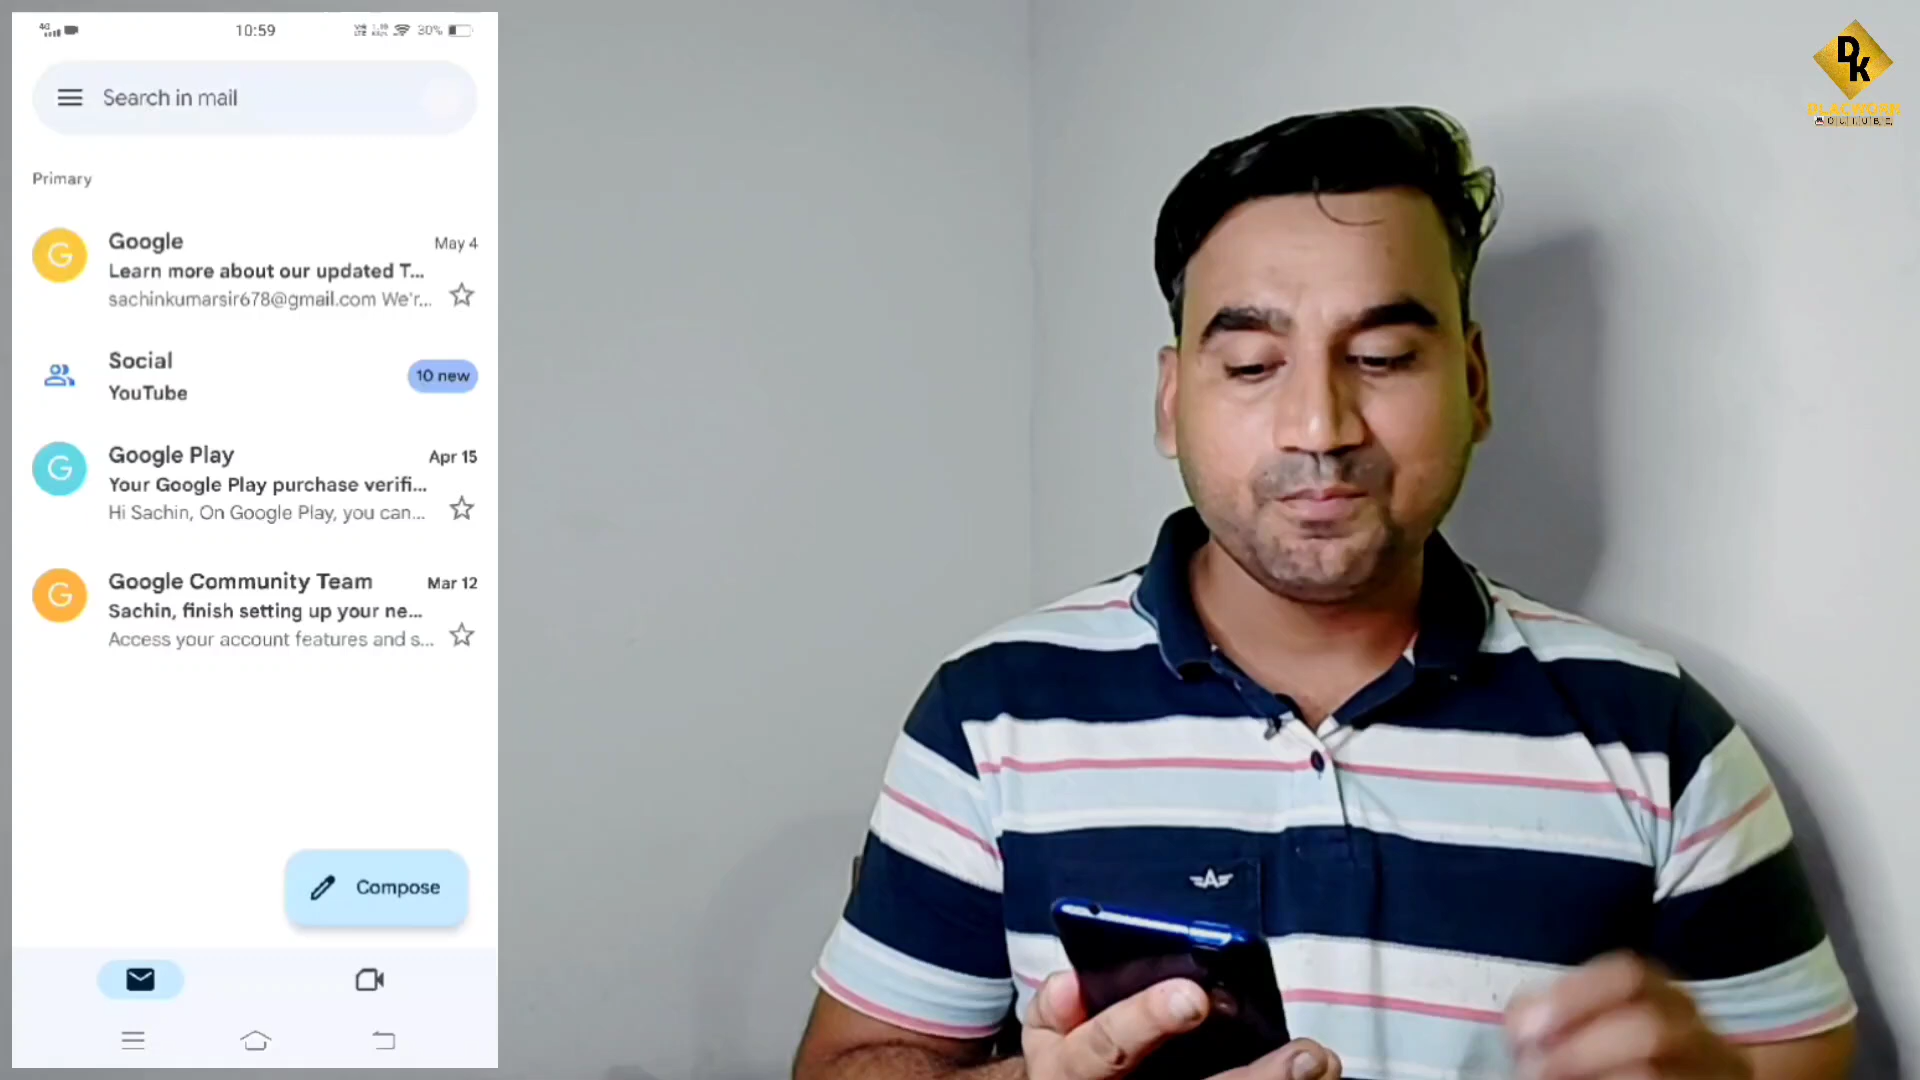 4G
10:59
30%
Search in mail
Primary
Google
May 4
Learn more about our updated T...
sachinkumarsir678@gmail.com We'r...
Social
10 new
YouTube
Google Play
Apr 15
Your Google Play purchase verifi...
Hi Sachin, On Google Play, you can...
Google Community Team
Mar 12
Sachin, finish setting up your ne...
Access your account features and s...
Compose
DK
A